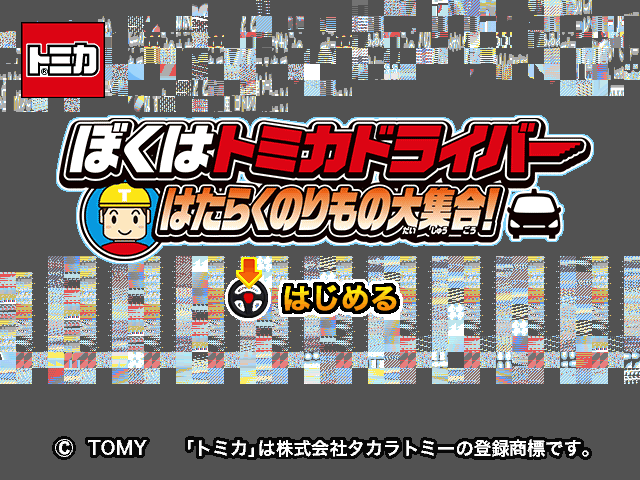 トミカ®
ぼくはトミカドライバー
T
はたらくのりもの大集合!
だい しゅう ごう
はじめる
© TOMY 「トミカ」は株式会社タカラトミーの登録商標です。